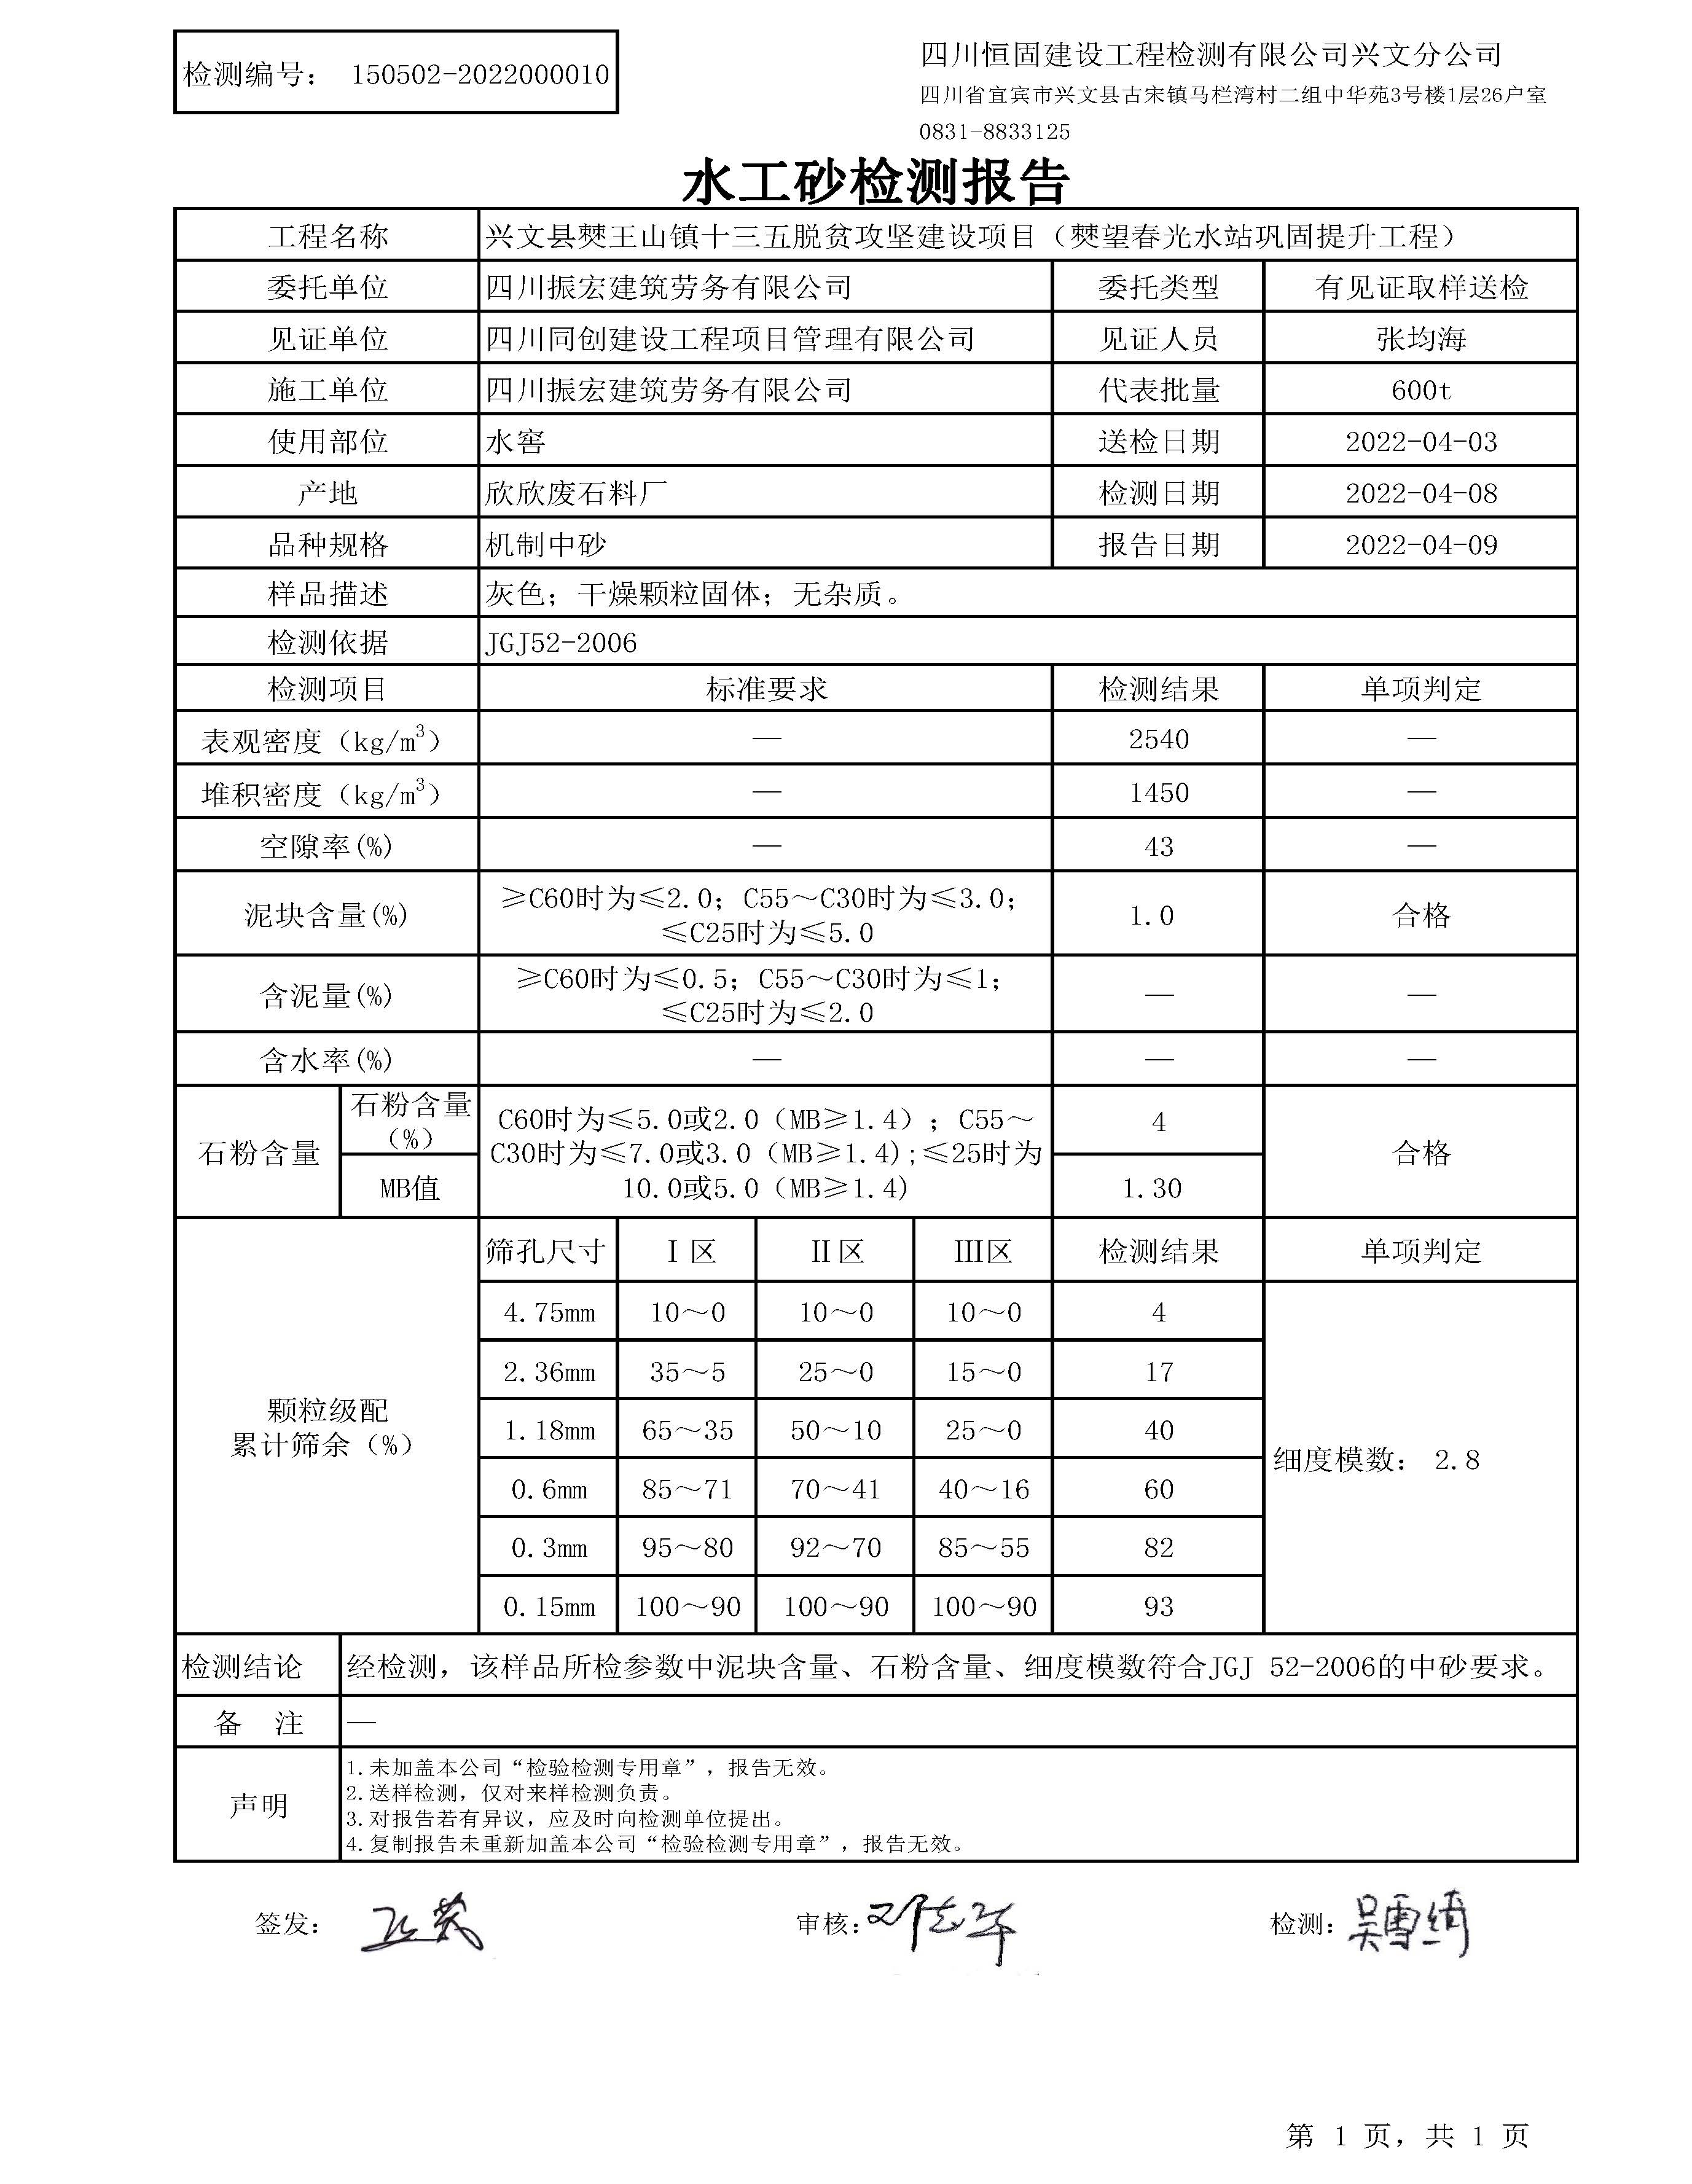 检测编号： 150502-2022000010
四川恒固建设工程检测有限公司兴文分公司
四川省宜宾市兴文县古宋镇马栏湾村二组中华苑3号楼1层26户室
0831-8833125
水工砂检测报告
工程名称 兴文县僰王山镇十三五脱贫攻坚建设项目（僰望春光水站巩固提升工程）
委托单位 四川振宏建筑劳务有限公司 委托类型 有见证取样送检
见证单位 四川同创建设工程项目管理有限公司 见证人员 张均海
施工单位 四川振宏建筑劳务有限公司 代表批量 600t
使用部位 水窖 送检日期 2022-04-03
产地 欣欣废石料厂 检测日期 2022-04-08
品种规格 机制中砂 报告日期 2022-04-09
样品描述 灰色；干燥颗粒固体；无杂质。
检测依据 JGJ52-2006
检测项目 标准要求 检测结果 单项判定
表观密度（kg/m³） — 2540 —
堆积密度（kg/m³） — 1450 —
空隙率(%) — 43 —
泥块含量(%) ≥C60时为≤2.0；C55～C30时为≤3.0；
≤C25时为≤5.0 1.0 合格
含泥量(%) ≥C60时为≤0.5；C55～C30时为≤1；
≤C25时为≤2.0 — —
含水率(%) — — —
石粉含量 石粉含量
（%） C60时为≤5.0或2.0（MB≥1.4）；C55～
C30时为≤7.0或3.0（MB≥1.4);≤25时为
10.0或5.0（MB≥1.4) 4 合格
MB值 1.30
颗粒级配
累计筛余（%） 筛孔尺寸 I 区 II 区 III区 检测结果 单项判定
4.75mm 10～0 10～0 10～0 4
2.36mm 35～5 25～0 15～0 17
1.18mm 65～35 50～10 25～0 40
细度模数： 2.8
0.6mm 85～71 70～41 40～16 60
0.3mm 95～80 92～70 85～55 82
0.15mm 100～90 100～90 100～90 93
检测结论 经检测，该样品所检参数中泥块含量、石粉含量、细度模数符合JGJ 52-2006的中砂要求。
备 注 —
声明 1.未加盖本公司“检验检测专用章”，报告无效。
2.送样检测，仅对来样检测负责。
3.对报告若有异议，应及时向检测单位提出。
4.复制报告未重新加盖本公司“检验检测专用章”，报告无效。
签发： 审核：邓志华 检测：吴雪绮
第 1 页，共 1 页